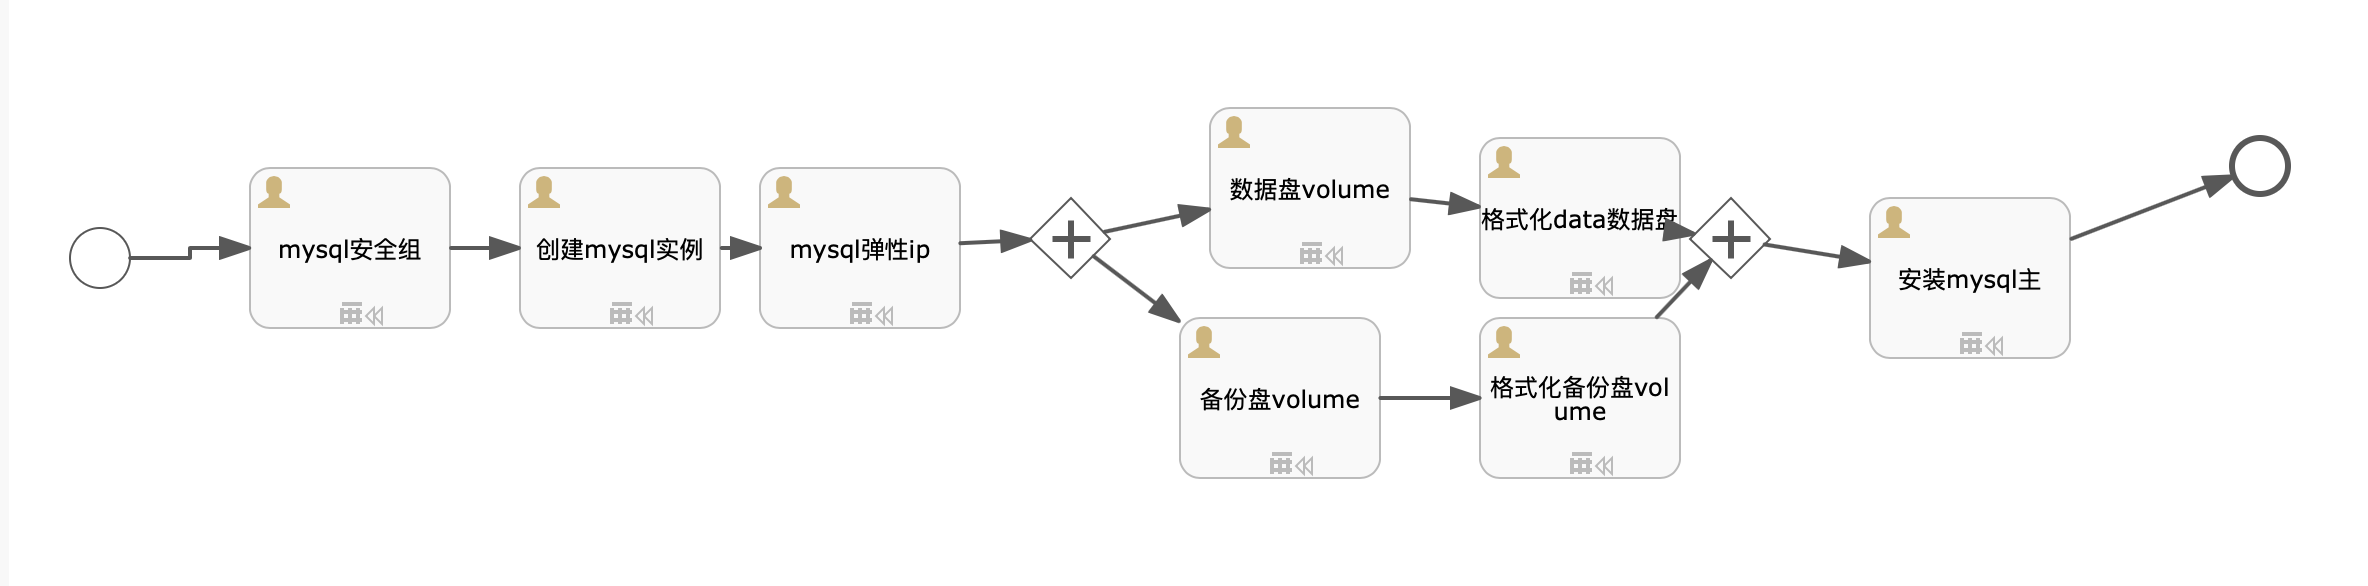 mysql安全组
创建mysql实例
mysql弹性ip
数据盘volume
格式化data数据盘
备份盘volume
格式化备份盘vol
ume
安装mysql主